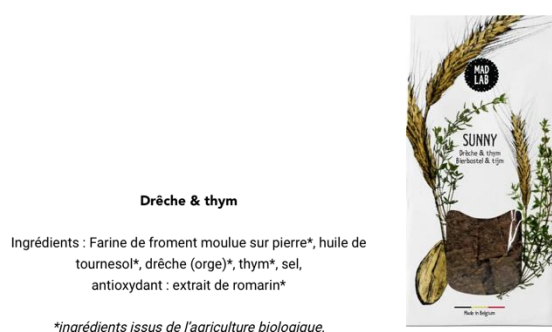 Drêche & thym
Ingrédients : Farine de froment moulue sur pierre*, huile de
tournesol*, drêche (orge)*, thym*, sel,
antioxydant : extrait de romarin*
*ingrédients issus de l'agriculture biologique.
MAD
LAB
SUNNY
Drêche & thym
Bierbostel & tijm
Made in Belgium